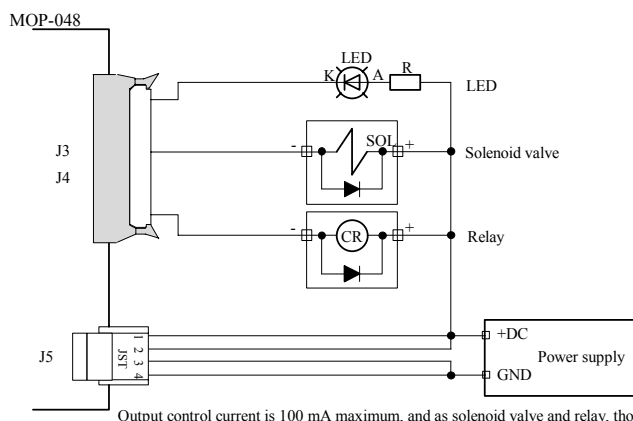 MOP-048
LED
K
A
R
LED
J3
J4
-
SOL
+
Solenoid valve
-
CR
+
Relay
J5
JST
1
2
3
4
+DC
GND
Power supply
Output control current is 100 mA maximum, and as solenoid valve and relay, tho